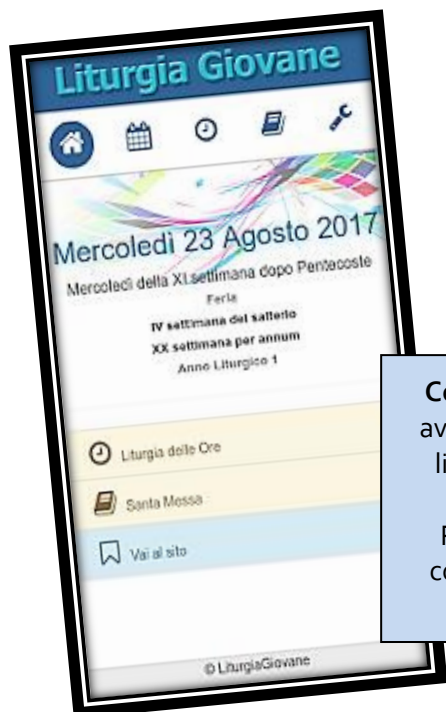 Liturgia Giovane
Mercoledì 23 Agosto 2017
Mercoledì della XI settimana dopo Pentecoste
Feria
IV settimana del salterio
XX settimana per annum
Anno Liturgico 1
Liturgia delle Ore
Santa Messa
Vai al sito
© LiturgiaGiovane